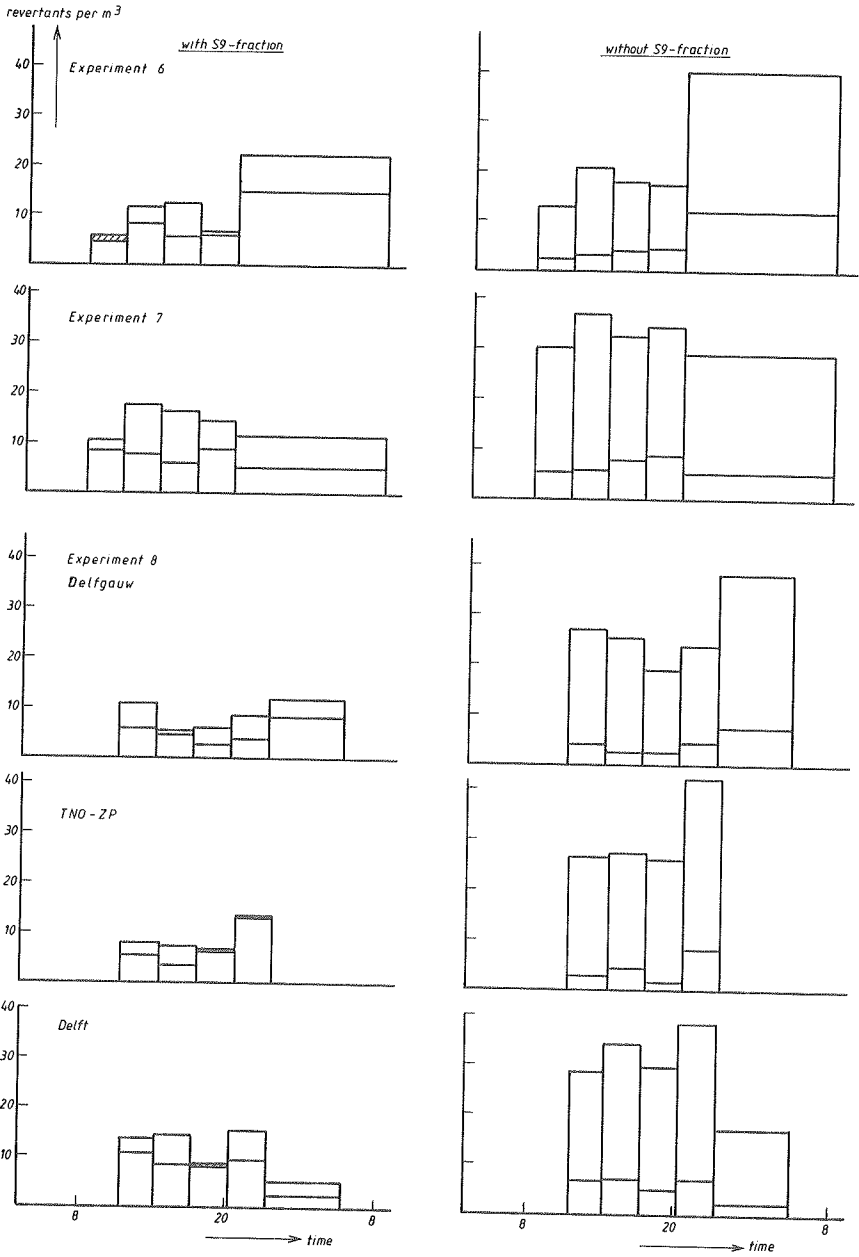 revertants per m3
with S9-fraction
without S9-fraction
40
Experiment 6
30
20
10
40
Experiment 7
30
20
10
40
Experiment 8
Delfgauw
30
20
10
40
TNO-ZP
30
20
10
40
Delft
30
20
10
8
20
8
8
20
8
time
time